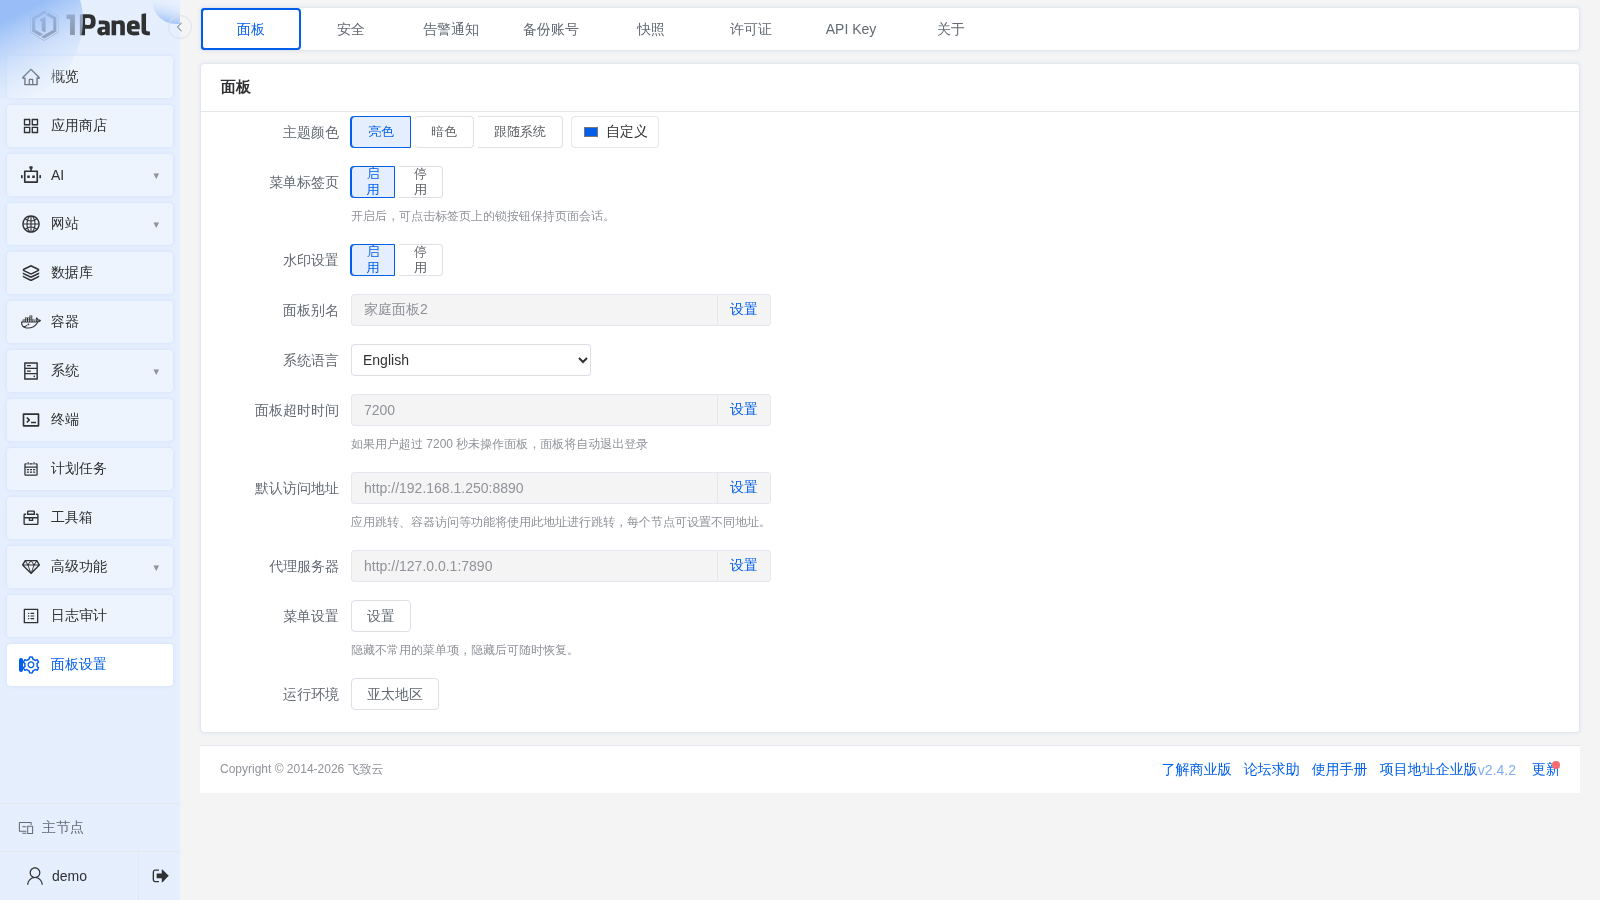 1Panel
面板
安全
告警通知
备份账号
快照
许可证
API Key
关于
概览
应用商店
AI
网站
数据库
容器
系统
终端
计划任务
工具箱
高级功能
日志审计
面板设置
主节点
demo
面板
主题颜色 亮色 暗色 跟随系统 自定义
菜单标签页 启用 停用
开启后，可点击标签页上的锁按钮保持页面会话。
水印设置 启用 停用
面板别名 家庭面板2 设置
系统语言 English
面板超时时间 7200 设置
如果用户超过 7200 秒未操作面板，面板将自动退出登录
默认访问地址 http://192.168.1.250:8890 设置
应用跳转、容器访问等功能将使用此地址进行跳转，每个节点可设置不同地址。
代理服务器 http://127.0.0.1:7890 设置
菜单设置 设置
隐藏不常用的菜单项，隐藏后可随时恢复。
运行环境 亚太地区
Copyright © 2014-2026 飞致云
了解商业版 论坛求助 使用手册 项目地址企业版v2.4.2 更新